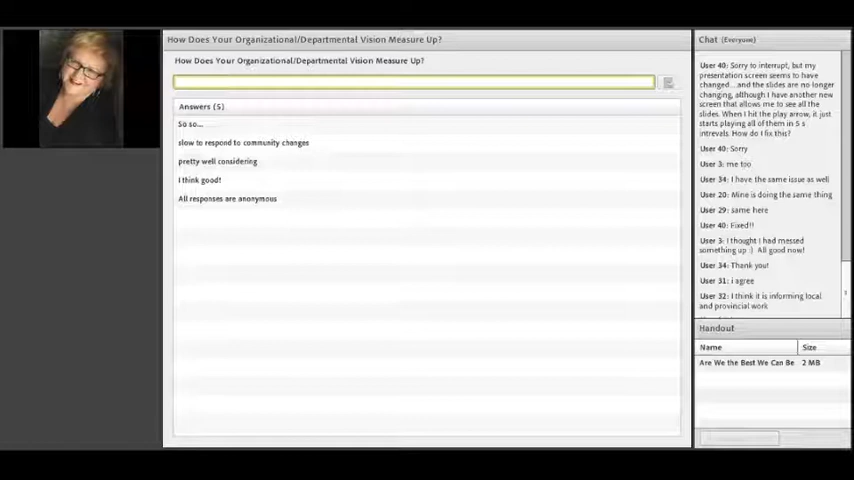 How Does Your Organizational/Departmental Vision Measure Up?
How Does Your Organizational/Departmental Vision Measure Up?
Answers (5)
So so...
slow to respond to community changes
pretty well considering
I think good!
All responses are anonymous
Chat (Everyone)
User 40: Sorry to interrupt, but my
presentation screen seems to have
changed...and the slides are no longer
changing, although I have another new
screen that allows me to see all the
slides. When I hit the play arrow, it just
starts playing all of them in 5 s
intrevals. How do I fix this?
User 40: Sorry
User 3: me too
User 34: I have the same issue as well
User 20: Mine is doing the same thing
User 29: same here
User 40: Fixed!!
User 3: I thought I had messed
something up :) All good now!
User 34: Thank you!
User 31: i agree
User 32: I think it is informing local
and provincial work
Handout
Name Size
Are We the Best We Can Be 2 MB